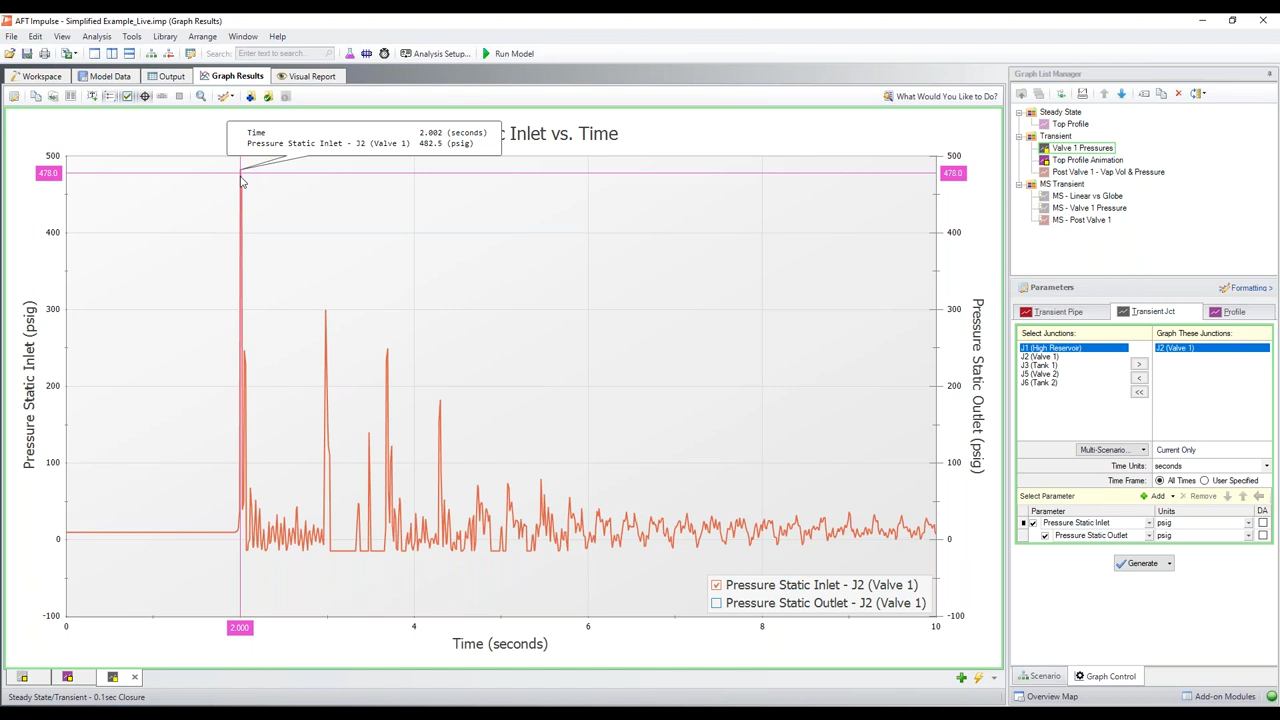 AFT Impulse - Simplified Example_Live.imp (Graph Results)
File Edit View Analysis Tools Library Arrange Window Help
Search: Enter text to search Analysis Setup... Run Model
Workspace Model Data Output Graph Results Visual Report
What Would You Like to Do?
Static Inlet vs. Time
Time 2.002 (seconds)
Pressure Static Inlet - J2 (Valve 1) 482.5 (psig)
478.0
478.0
Pressure Static Inlet (psig)
500
400
300
200
100
0
-100
500
400
300
200
100
0
-100
Pressure Static Outlet (psig)
Pressure Static Inlet - J2 (Valve 1)
Pressure Static Outlet - J2 (Valve 1)
0 2.000 4 6 8 10
Time (seconds)
Steady State/Transient - 0.1sec Closure
Graph List Manager
Steady State
Top Profile
Transient
Valve 1 Pressures
Top Profile Animation
Post Valve 1 - Vap Vol & Pressure
MS Transient
MS - Linear vs Globe
MS - Valve 1 Pressure
MS - Post Valve 1
Parameters Formatting >
Transient Pipe Transient Jct Profile
Select Junctions: Graph These Junctions:
J1 (High Reservoir) J2 (Valve 1)
J2 (Valve 1)
J3 (Tank 1)
J5 (Valve 2)
J6 (Tank 2)
>
<
<<
Multi-Scenario... Current Only
Time Units: seconds
Time Frame: All Times User Specified
Select Parameter Add Remove
Parameter Units DA
Pressure Static Inlet psig
Pressure Static Outlet psig
Generate
Scenario Graph Control
Overview Map Add-on Modules